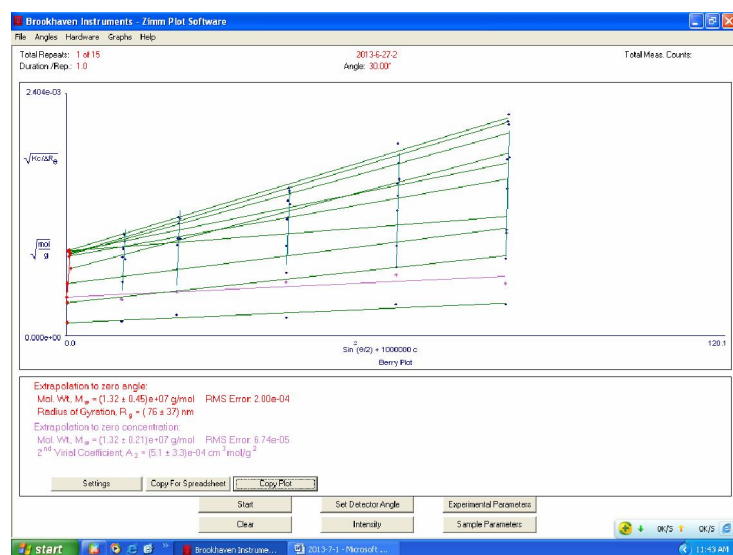 Brookhaven Instruments - Zimm Plot Software
File Angles Hardware Graphs Help
Total Repeats: 1 of 15
2013-6-27-2
Total Meas. Counts:
Duration /Rep.: 1.0
Angle: 30.00°
2.404e-03
√Kc/ΔRθ
√mol/g
0.000e+00
0.0
Sin²(θ/2) + 1000000 c
120.1
Berry Plot
Extrapolation to zero angle:
Mol. Wt, Mw = (1.32 ± 0.45)e+07 g/mol RMS Error: 2.00e-04
Radius of Gyration, Rg = ( 76 ± 37) nm
Extrapolation to zero concentration:
Mol. Wt, Mw = (1.32 ± 0.21)e+07 g/mol RMS Error: 6.74e-05
2nd Virial Coefficient, A2 = (5.1 ± 3.3)e-04 cm³mol/g²
Settings
Copy For Spreadsheet
Copy Plot
Start
Set Detector Angle
Experimental Parameters
Clear
Intensity
Sample Parameters
0K/S
0K/S
start
Brookhaven Instrume...
2013-7-1 - Microsoft ...
11:43 AM